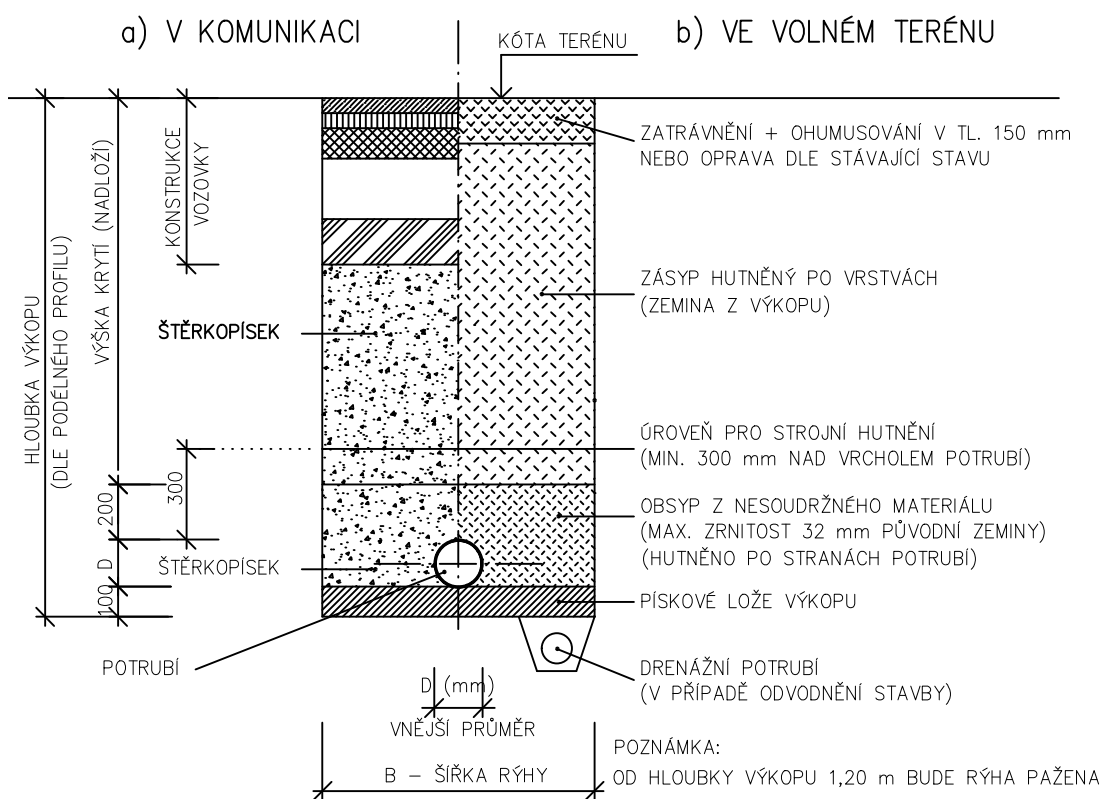 a) V KOMUNIKACI
KÓTA TERÉNU
b) VE VOLNÉM TERÉNU
ZATRÁVNĚNÍ + OHUMUSOVÁNÍ V TL. 150 mm
NEBO OPRAVA DLE STÁVAJÍCÍ STAVU
KONSTRUKCE
VOZOVKY
VÝŠKA KRYTÍ (NADLOŽÍ)
HLOUBKA VÝKOPU
(DLE PODÉLNÉHO PROFILU)
ZÁSYP HUTNĚNÝ PO VRSTVÁCH
(ZEMINA Z VÝKOPU)
ŠTĚRKOPÍSEK
ÚROVEŇ PRO STROJNÍ HUTNĚNÍ
(MIN. 300 mm NAD VRCHOLEM POTRUBÍ)
300
200
OBSYP Z NESOUDRŽNÉHO MATERIÁLU
(MAX. ZRNITOST 32 mm PŮVODNÍ ZEMINY)
(HUTNĚNO PO STRANÁCH POTRUBÍ)
D
ŠTĚRKOPÍSEK
100
PÍSKOVÉ LOŽE VÝKOPU
POTRUBÍ
DRENÁŽNÍ POTRUBÍ
(V PŘÍPADĚ ODVODNĚNÍ STAVBY)
D (mm)
VNĚJŠÍ PRŮMĚR
B – ŠÍŘKA RÝHY
POZNÁMKA:
OD HLOUBKY VÝKOPU 1,20 m BUDE RÝHA PAŽENA